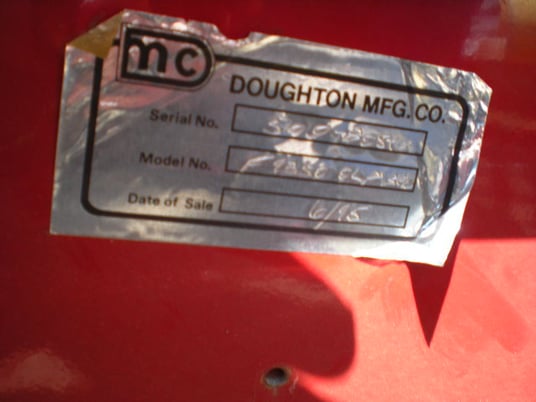 mc
DOUGHTON MFG. CO.
Serial No.
Model No.
Date of Sale 6/95